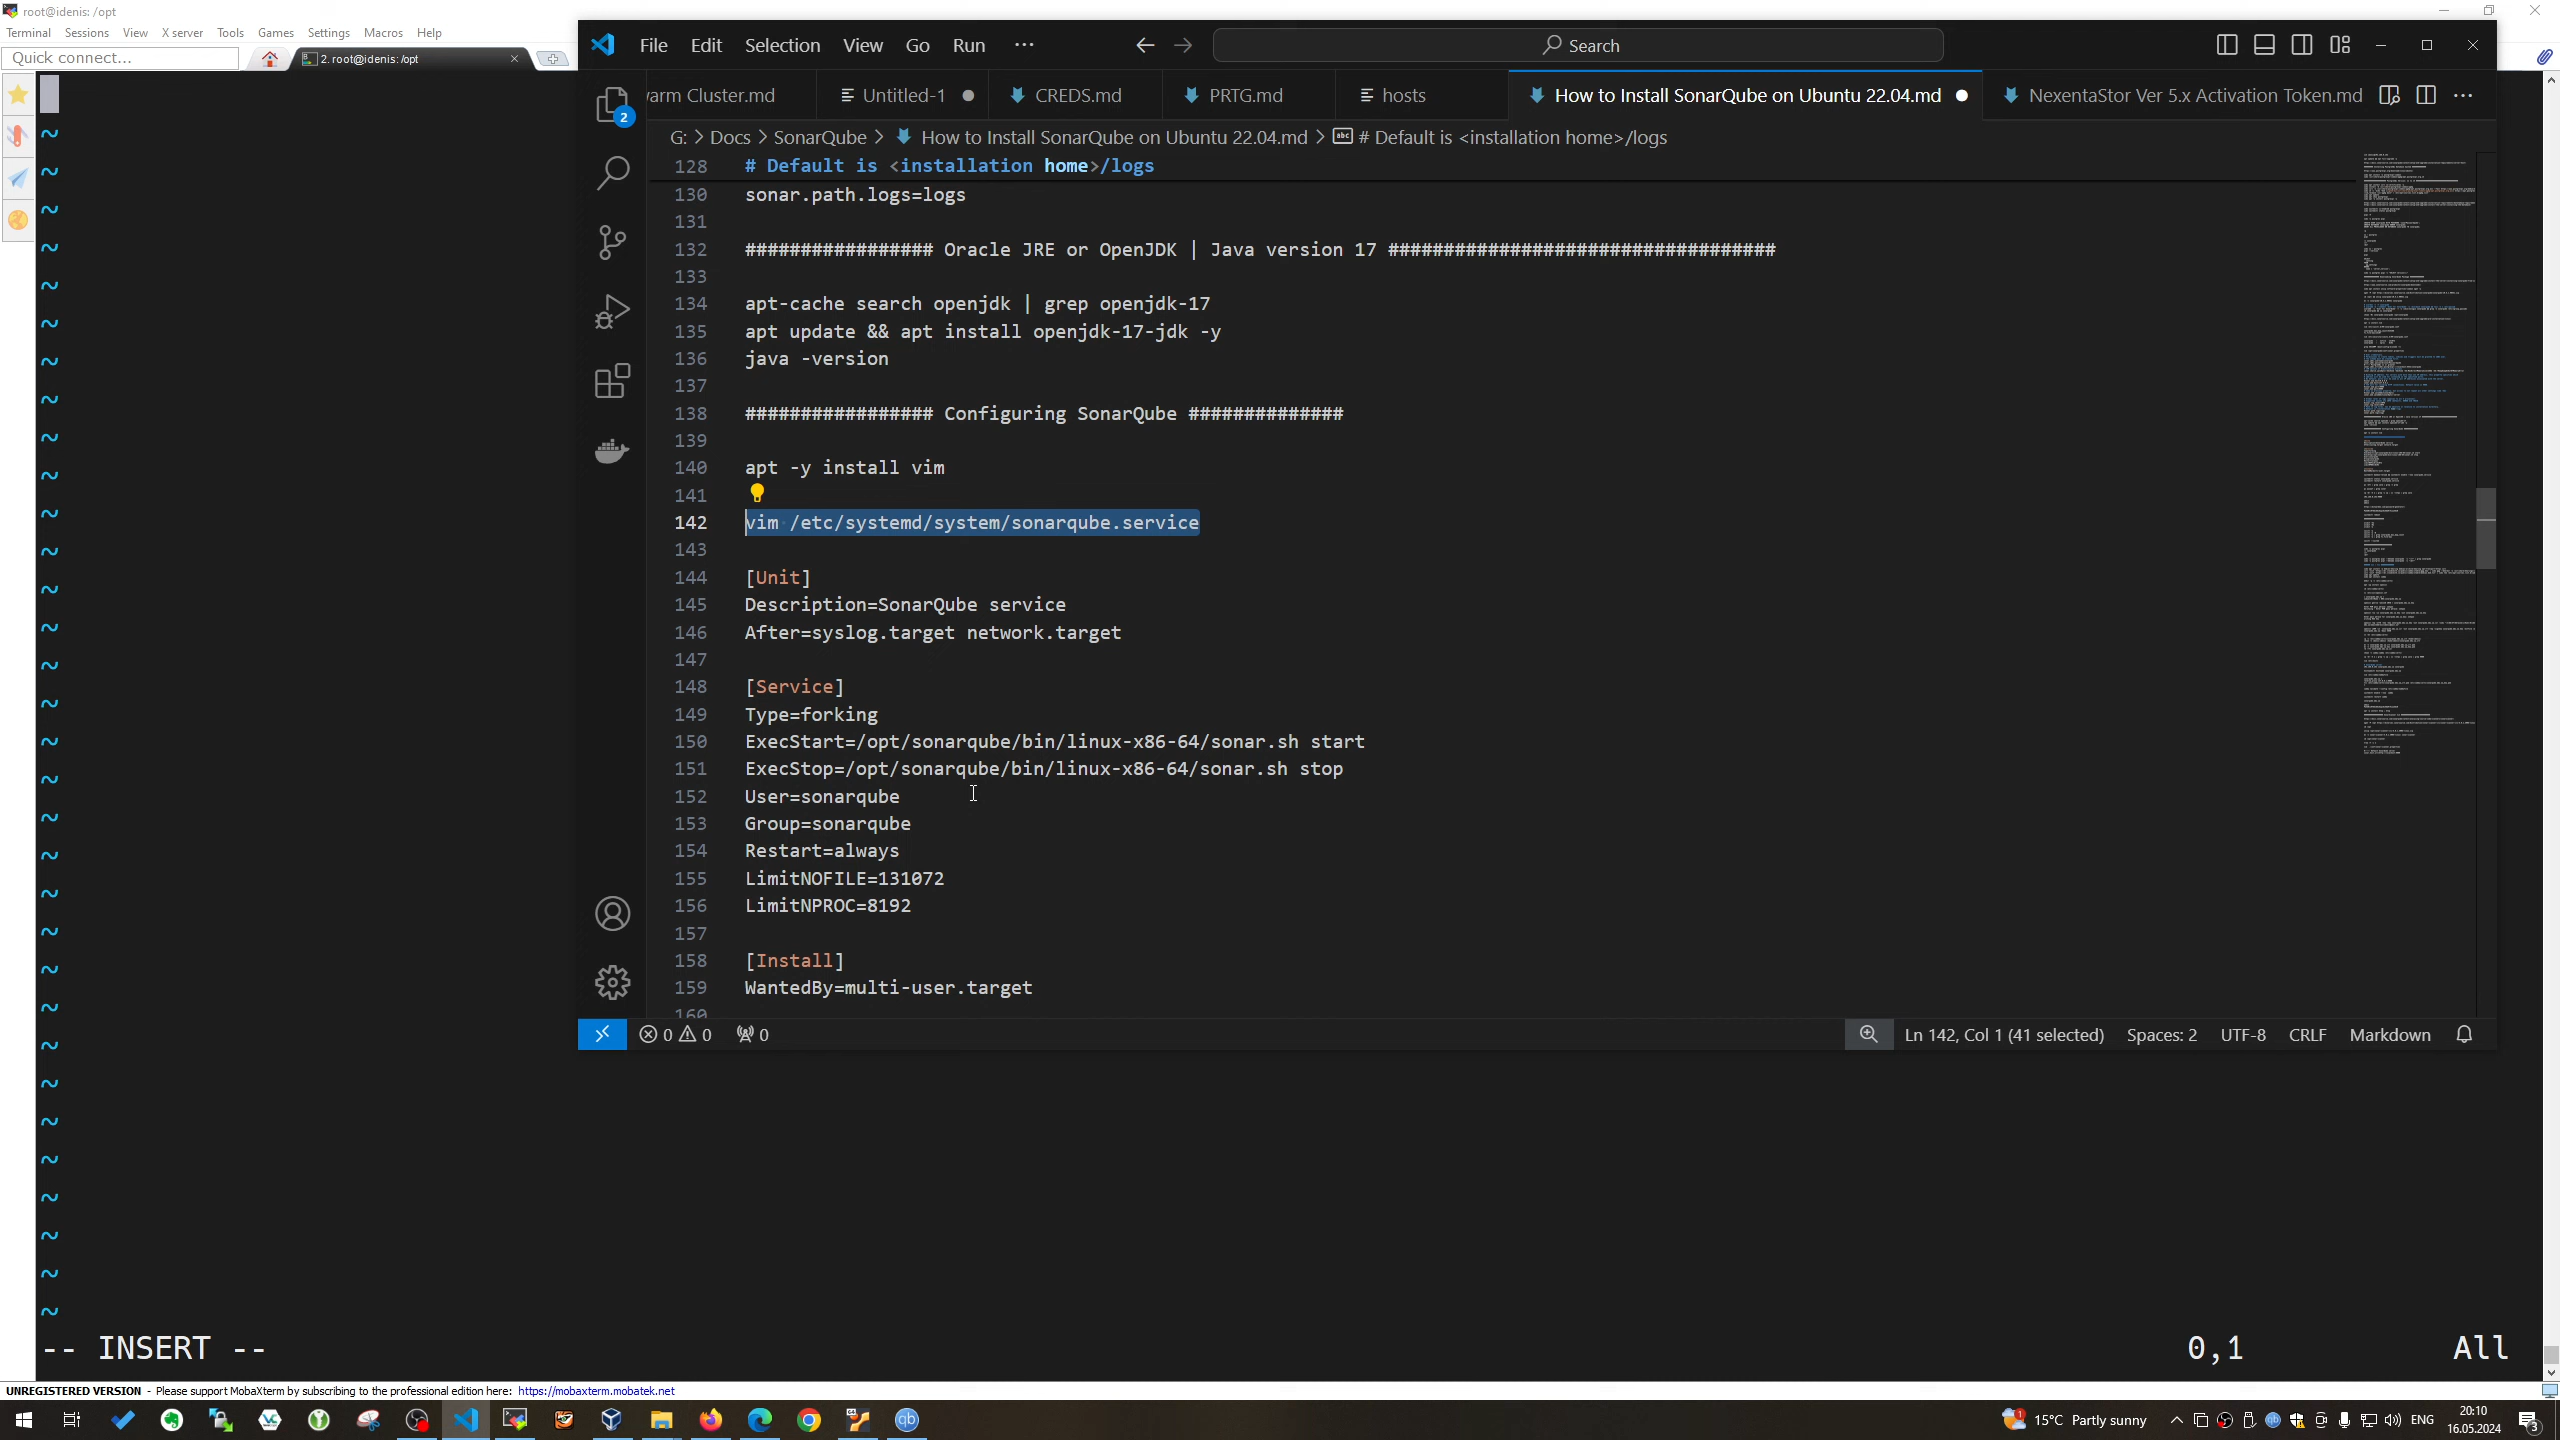 root@idenis: /opt
Terminal Sessions View X server Tools Games Settings Macros Help
Quick connect...
2. root@idenis: /opt
File Edit Selection View Go Run ···
Search
arm Cluster.md
Untitled-1
CREDS.md
PRTG.md
hosts
How to Install SonarQube on Ubuntu 22.04.md
NexentaStor Ver 5.x Activation Token.md
G: > Docs > SonarQube > How to Install SonarQube on Ubuntu 22.04.md > # Default is <installation home>/logs
128 # Default is <installation home>/logs
130 sonar.path.logs=logs
131
132 ################# Oracle JRE or OpenJDK | Java version 17 ###################################
133
134 apt-cache search openjdk | grep openjdk-17
135 apt update && apt install openjdk-17-jdk -y
136 java -version
137
138 ################# Configuring SonarQube ##############
139
140 apt -y install vim
141
142 vim /etc/systemd/system/sonarqube.service
143
144 [Unit]
145 Description=SonarQube service
146 After=syslog.target network.target
147
148 [Service]
149 Type=forking
150 ExecStart=/opt/sonarqube/bin/linux-x86-64/sonar.sh start
151 ExecStop=/opt/sonarqube/bin/linux-x86-64/sonar.sh stop
152 User=sonarqube
153 Group=sonarqube
154 Restart=always
155 LimitNOFILE=131072
156 LimitNPROC=8192
157
158 [Install]
159 WantedBy=multi-user.target
160
2
0 0 0
Ln 142, Col 1 (41 selected) Spaces: 2 UTF-8 CRLF Markdown
-- INSERT -- 0,1 All
UNREGISTERED VERSION - Please support MobaXterm by subscribing to the professional edition here: https://mobaxterm.mobatek.net
15°C Partly sunny
ENG
20:10
16.05.2024
3